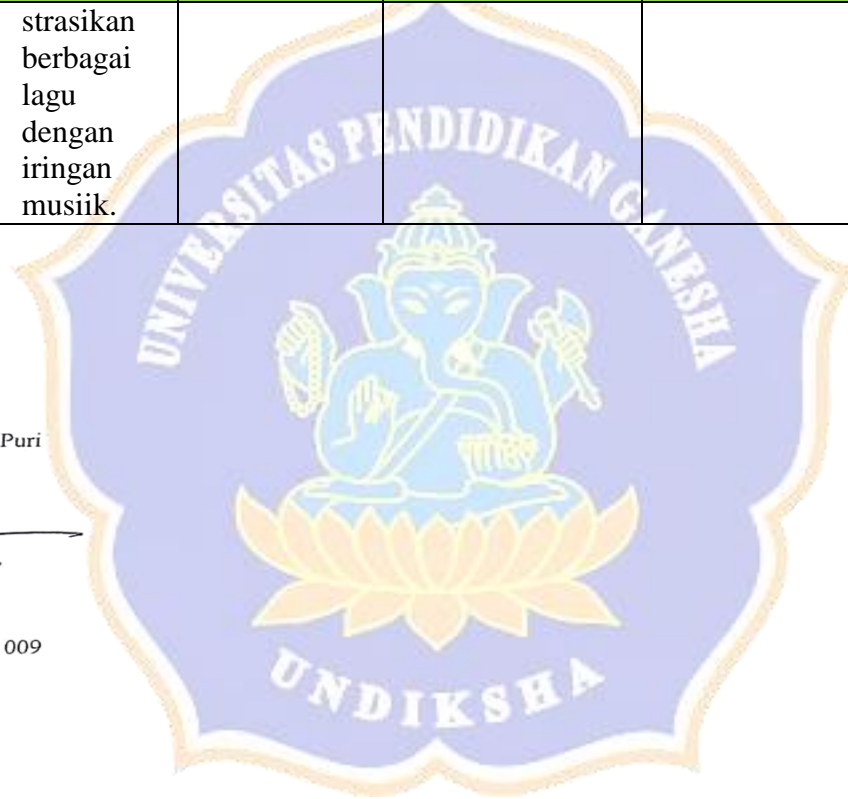 strasikan
berbagai
lagu
dengan
iringan
musiik.
UNIVERSITAS PENDIDIKAN GANESHA
Puri
009
UNDIKSHA